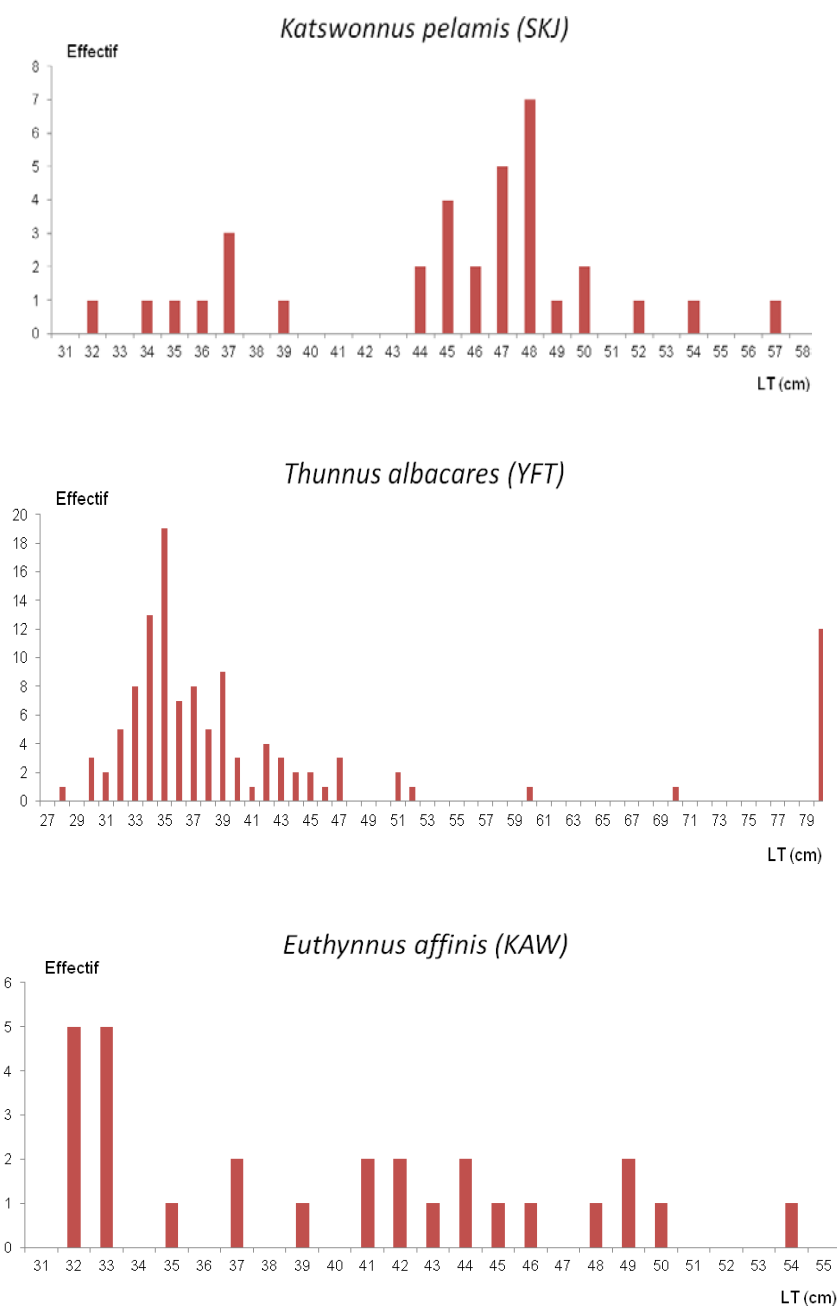 Katswonnus pelamis (SKJ)
Effectif
8
7
6
5
4
3
2
1
0
31 32 33 34 35 36 37 38 39 40 41 42 43 44 45 46 47 48 49 50 51 52 53 54 55 56 57 58
LT (cm)
Thunnus albacares (YFT)
Effectif
20
18
16
14
12
10
8
6
4
2
0
27 29 31 33 35 37 39 41 43 45 47 49 51 53 55 57 59 61 63 65 67 69 71 73 75 77 79
LT (cm)
Euthynnus affinis (KAW)
Effectif
6
5
4
3
2
1
0
31 32 33 34 35 36 37 38 39 40 41 42 43 44 45 46 47 48 49 50 51 52 53 54 55
LT (cm)